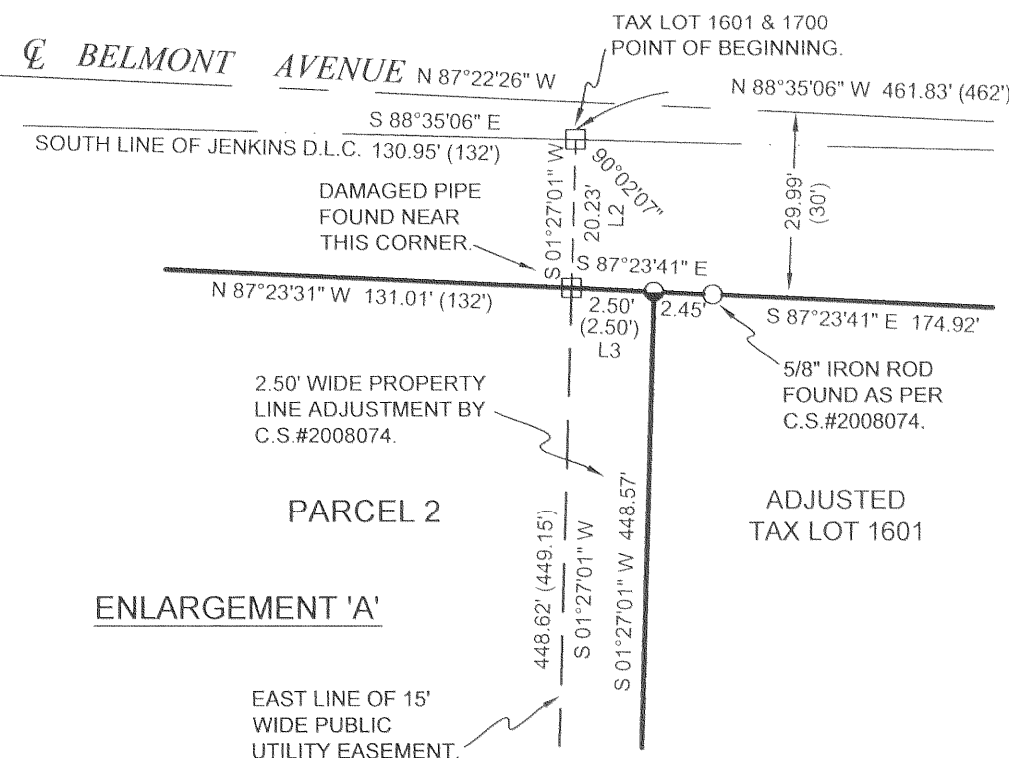 TAX LOT 1601 & 1700
POINT OF BEGINNING.
℄ BELMONT AVENUE
N 87°22'26" W
N 88°35'06" W 461.83' (462')
S 88°35'06" E
SOUTH LINE OF JENKINS D.L.C. 130.95' (132')
S 01°27'01" W
20.23'
L2
90°02'07"
29.99'
(30')
DAMAGED PIPE
FOUND NEAR
THIS CORNER.
S 87°23'41" E
N 87°23'31" W 131.01' (132')
2.50'
(2.50')
L3
2.45'
S 87°23'41" E 174.92'
5/8" IRON ROD
FOUND AS PER
C.S.#2008074.
2.50' WIDE PROPERTY
LINE ADJUSTMENT BY
C.S.#2008074.
PARCEL 2
ADJUSTED
TAX LOT 1601
448.62' (449.15')
S 01°27'01" W
S 01°27'01" W 448.57'
ENLARGEMENT 'A'
EAST LINE OF 15'
WIDE PUBLIC
UTILITY EASEMENT.